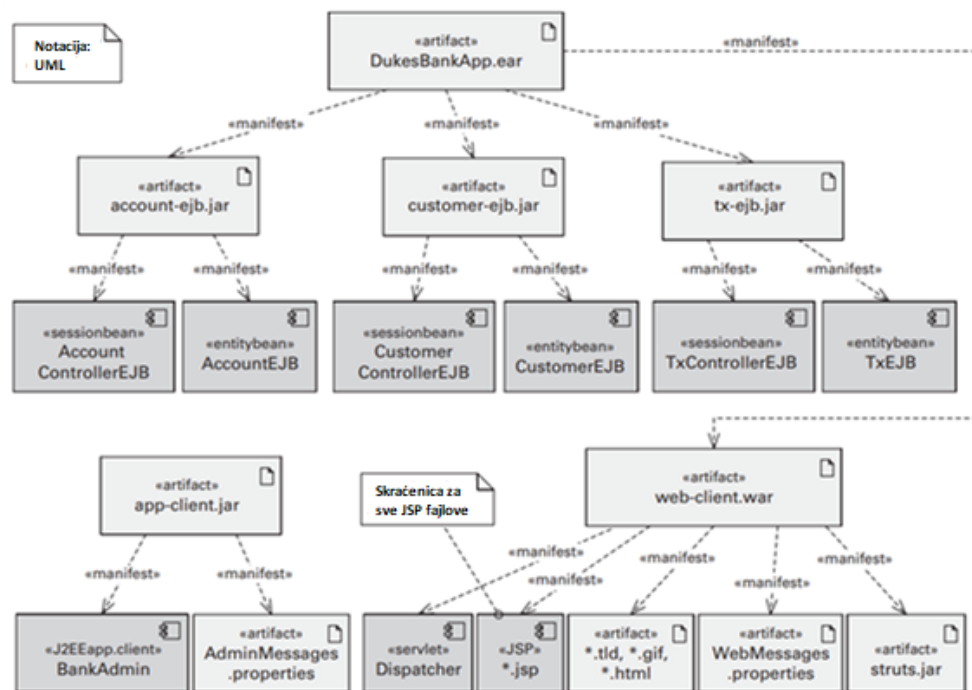 Notacija:
UML
«artifact»
DukesBankApp.ear
«manifest»
«manifest»
«manifest»
«manifest»
«artifact»
account-ejb.jar
«artifact»
customer-ejb.jar
«artifact»
tx-ejb.jar
«manifest»
«manifest»
«manifest»
«manifest»
«manifest»
«manifest»
«sessionbean»
Account
ControllerEJB
«entitybean»
AccountEJB
«sessionbean»
Customer
ControllerEJB
«entitybean»
CustomerEJB
«sessionbean»
TxControllerEJB
«entitybean»
TxEJB
«artifact»
app-client.jar
Skraćenica za
sve JSP fajlove
«artifact»
web-client.war
«manifest»
«manifest»
«manifest»
«manifest»
«manifest»
«manifest»
«manifest»
«J2EEapp.client»
BankAdmin
«artifact»
AdminMessages
.properties
«servlet»
Dispatcher
«JSP»
*.jsp
«artifact»
*.tld, *.gif,
*.html
«artifact»
WebMessages
.properties
«artifact»
struts.jar